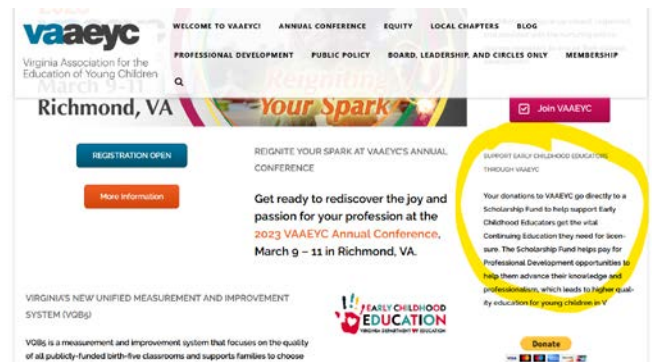 vaaeyc
Virginia Association for the
Education of Young Children
WELCOME TO VAAEYC! ANNUAL CONFERENCE EQUITY LOCAL CHAPTERS BLOG
PROFESSIONAL DEVELOPMENT PUBLIC POLICY BOARD, LEADERSHIP, AND CIRCLES ONLY MEMBERSHIP
March 9-11
Richmond, VA
Reigniting
Your Spark
Join VAAEYC
REGISTRATION OPEN
More Information
REIGNITE YOUR SPARK AT VAAEYC'S ANNUAL
CONFERENCE
Get ready to rediscover the joy and
passion for your profession at the
2023 VAAEYC Annual Conference,
March 9 – 11 in Richmond, VA.
SUPPORT EARLY CHILDHOOD EDUCATORS
THROUGH VAAEYC
Your donations to VAAEYC go directly to a
Scholarship Fund to help support Early
Childhood Educators get the vital
Continuing Education they need for licen-
sure. The Scholarship Fund helps pay for
Professional Development opportunities to
help them advance their knowledge and
professionalism, which leads to higher qual-
ity education for young children in V
Donate
VIRGINIA'S NEW UNIFIED MEASUREMENT AND IMPROVEMENT
SYSTEM (VQB5)
VQB5 is a measurement and improvement system that focuses on the quality
of all publicly-funded birth-five classrooms and supports families to choose
EARLY CHILDHOOD
EDUCATION
VIRGINIA DEPARTMENT OF EDUCATION